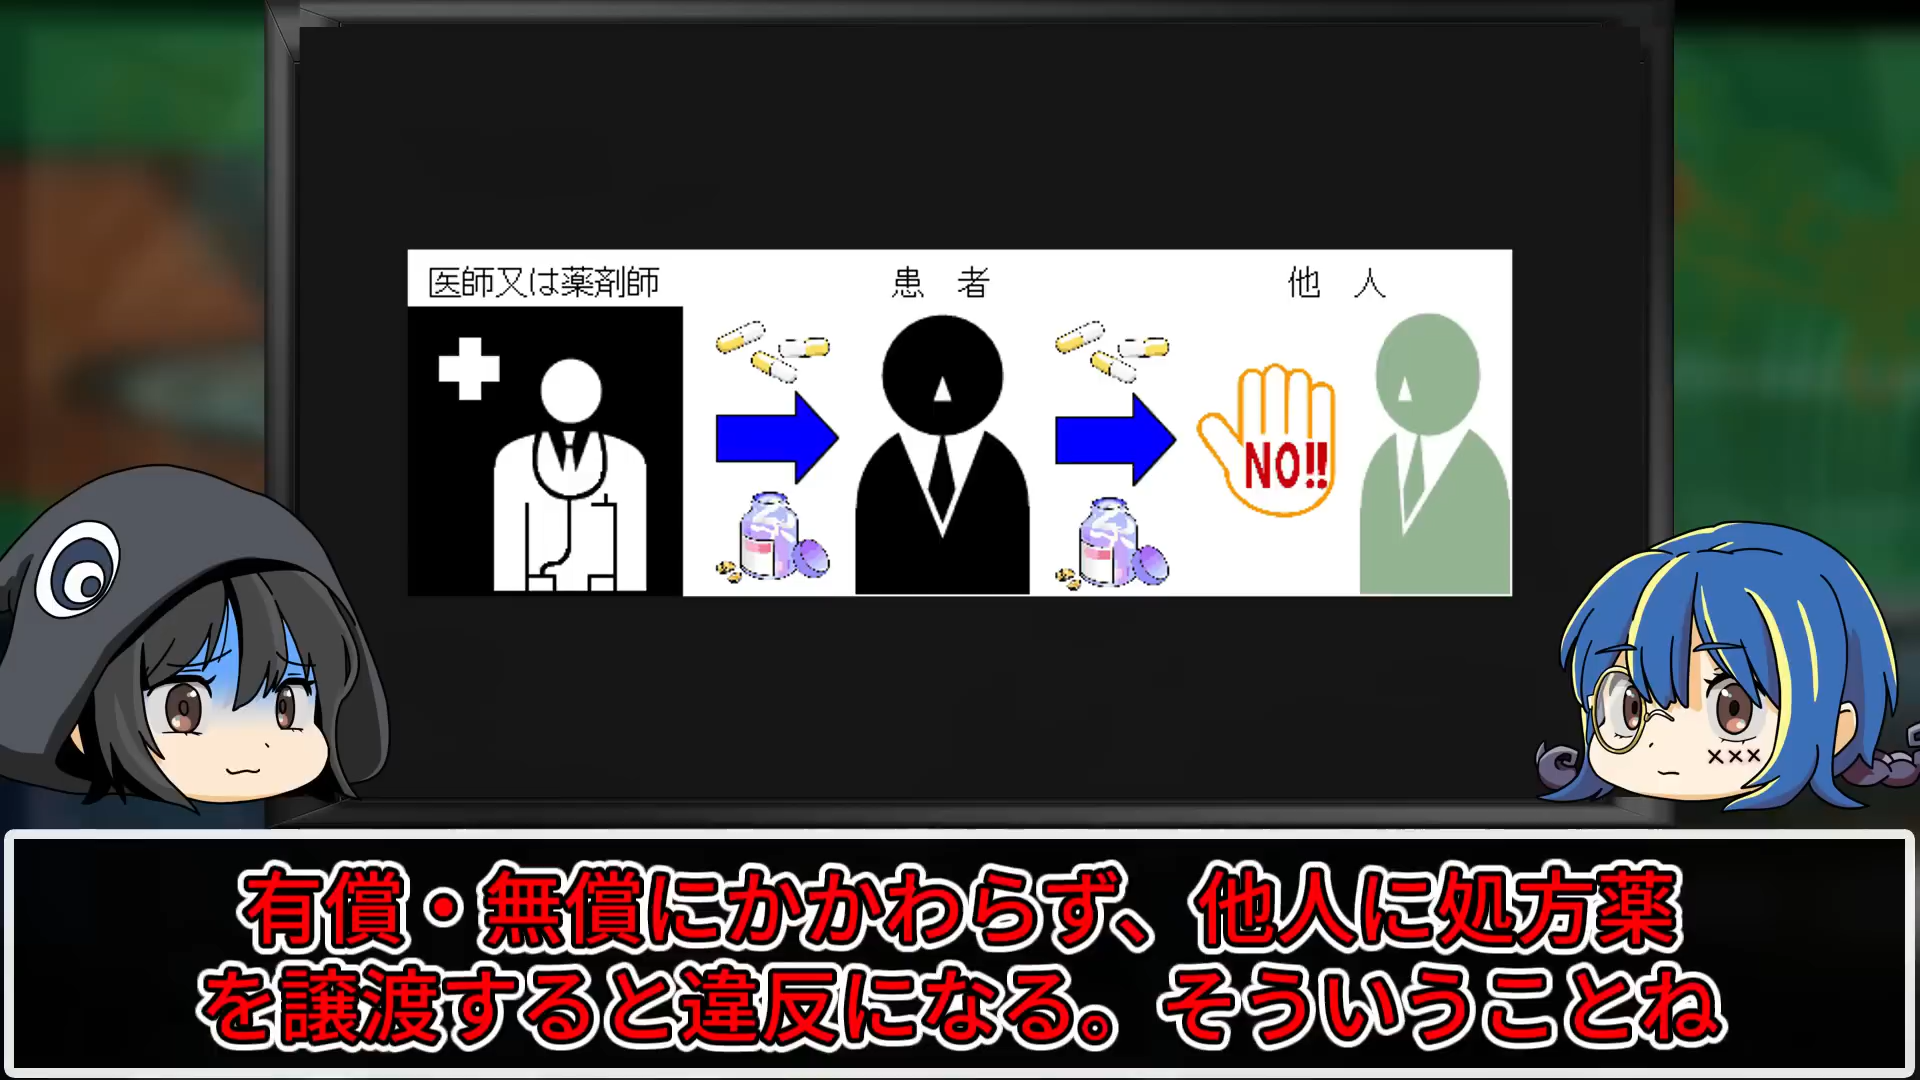 医師又は薬剤師
患 者
他 人
NO!!
有償・無償にかかわらず、他人に処方薬
を譲渡すると違反になる。そういうことね